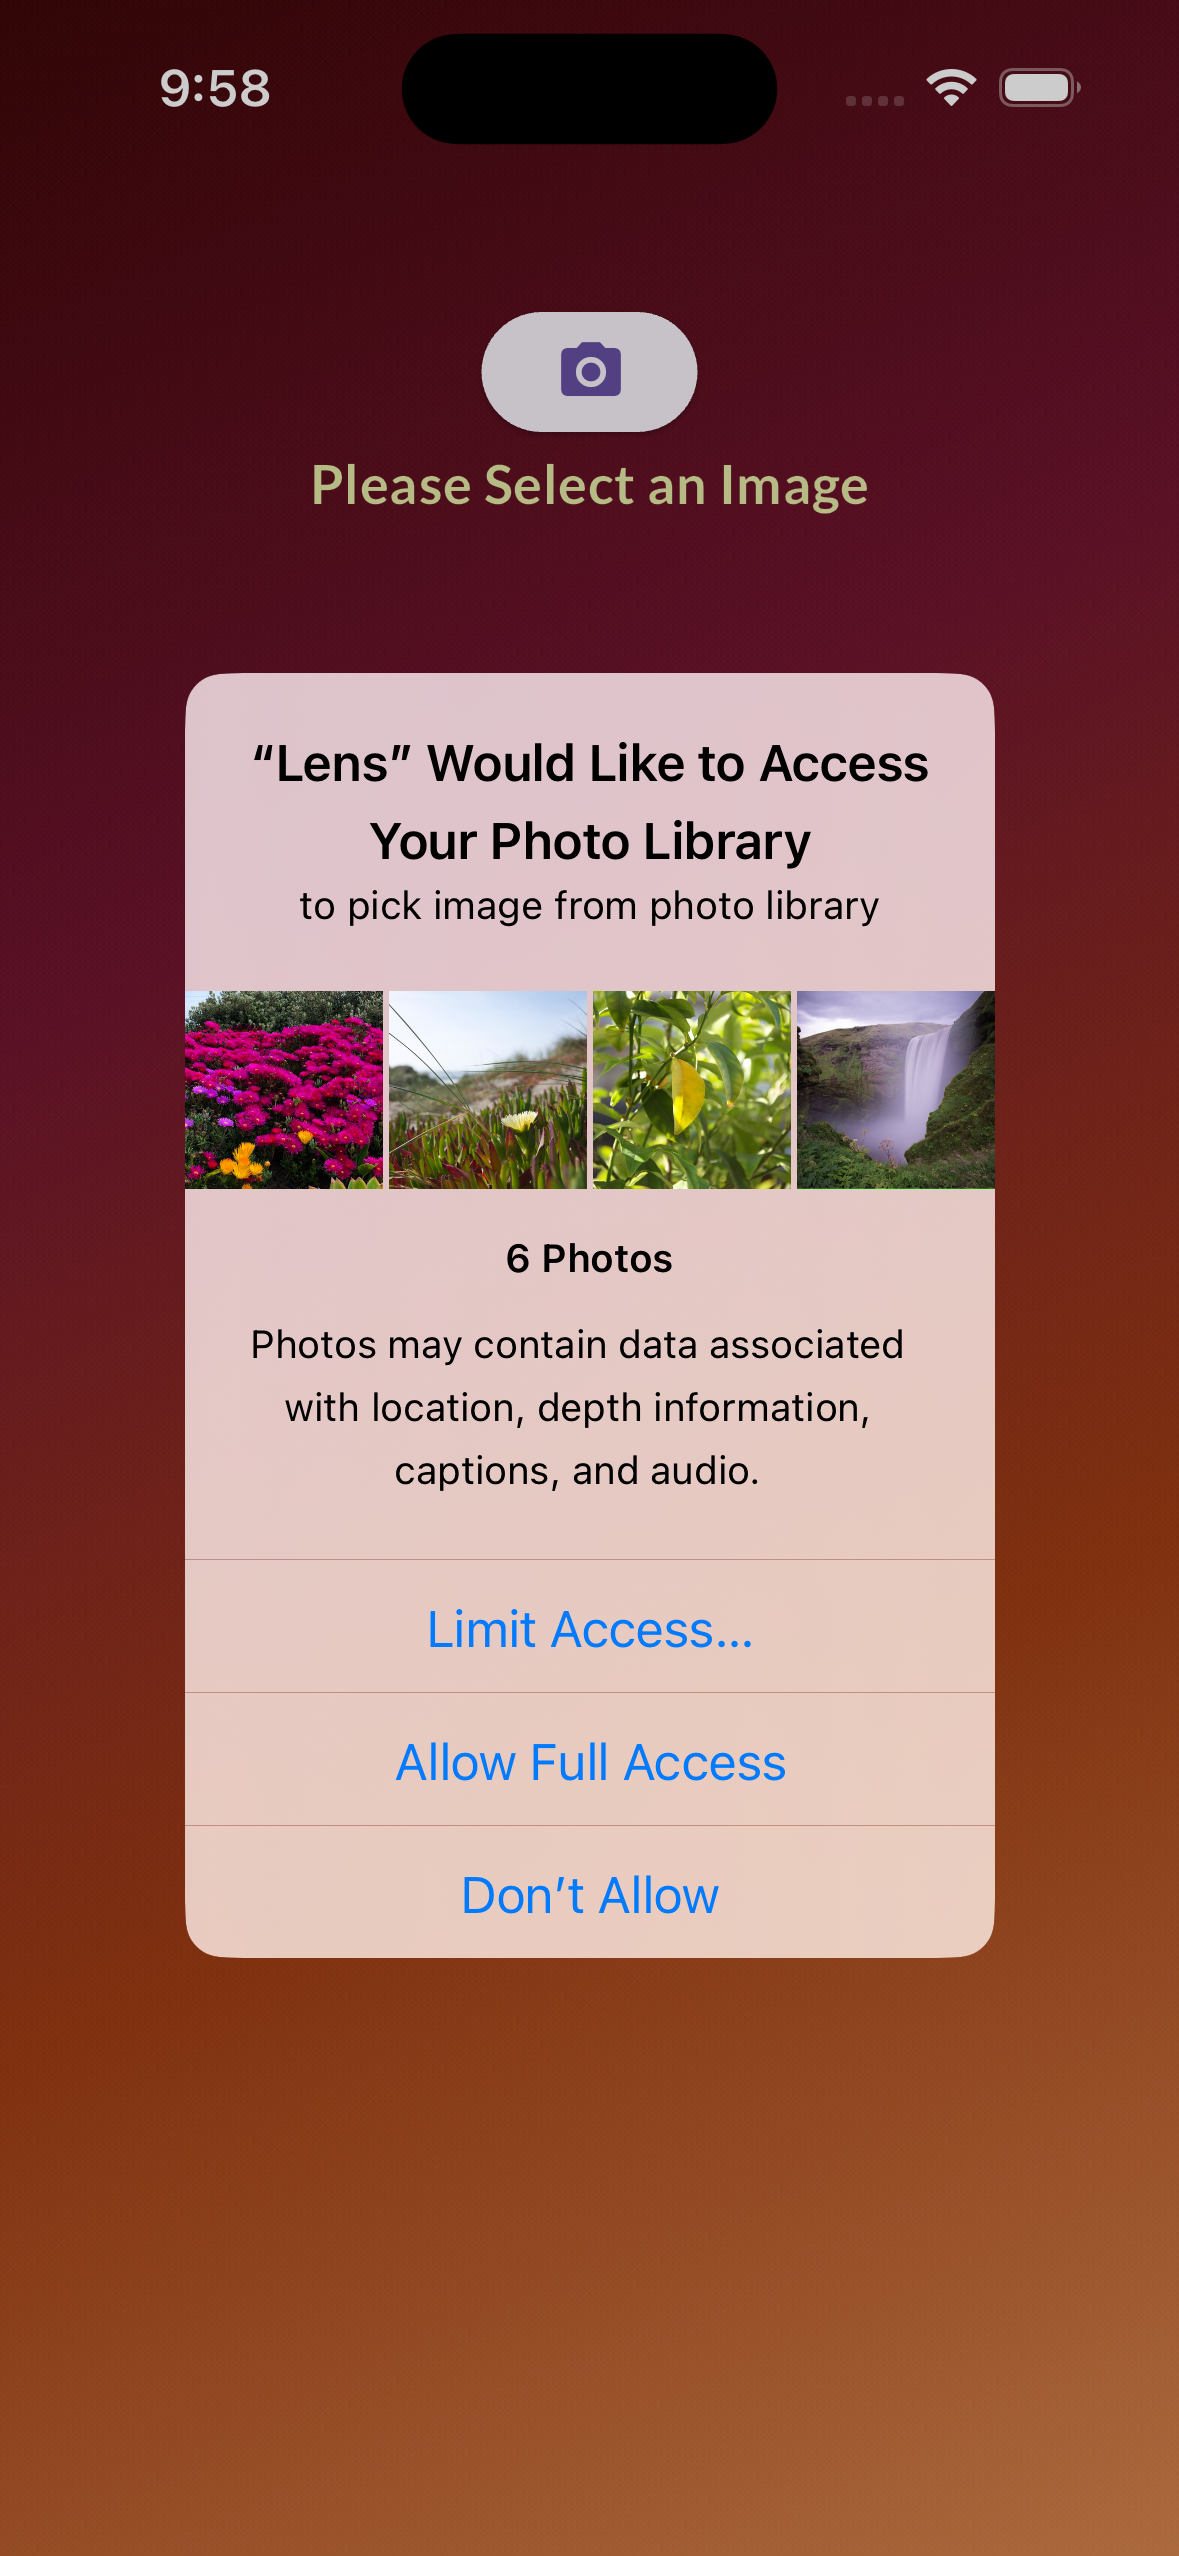 9:58
Please Select an Image
“Lens” Would Like to Access
Your Photo Library
to pick image from photo library
6 Photos
Photos may contain data associated
with location, depth information,
captions, and audio.
Limit Access...
Allow Full Access
Don’t Allow